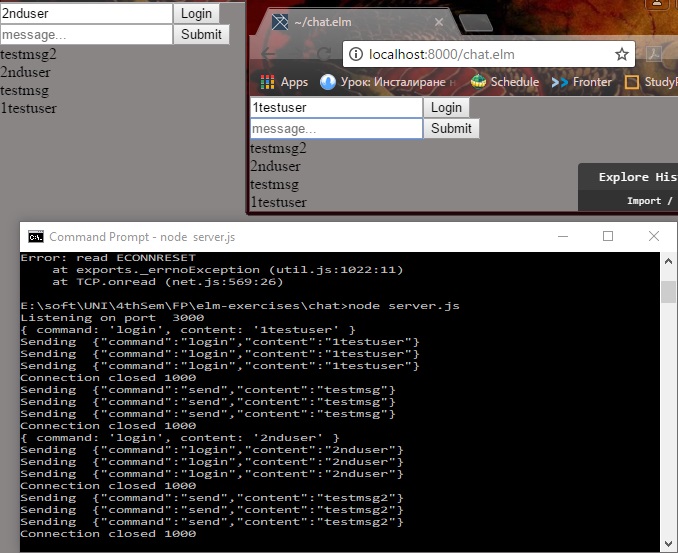 2nduser Login
message... Submit
testmsg2
2nduser
testmsg
1testuser
~/chat.elm
localhost:8000/chat.elm
Apps Урок: Инсталиране н Schedule Fronter StudyP
1testuser Login
message... Submit
testmsg2
2nduser
testmsg
1testuser
Explore His
Import /
Command Prompt - node  server.js
Error: read ECONNRESET
    at exports._errnoException (util.js:1022:11)
    at TCP.onread (net.js:569:26)
E:\soft\UNI\4thSem\FP\elm-exercises\chat>node server.js
Listening on port  3000
{ command: 'login', content: '1testuser' }
Sending  {"command":"login","content":"1testuser"}
Sending  {"command":"login","content":"1testuser"}
Sending  {"command":"login","content":"1testuser"}
Connection closed 1000
Sending  {"command":"send","content":"testmsg"}
Sending  {"command":"send","content":"testmsg"}
Sending  {"command":"send","content":"testmsg"}
Connection closed 1000
{ command: 'login', content: '2nduser' }
Sending  {"command":"login","content":"2nduser"}
Sending  {"command":"login","content":"2nduser"}
Sending  {"command":"login","content":"2nduser"}
Connection closed 1000
Sending  {"command":"send","content":"testmsg2"}
Sending  {"command":"send","content":"testmsg2"}
Sending  {"command":"send","content":"testmsg2"}
Connection closed 1000